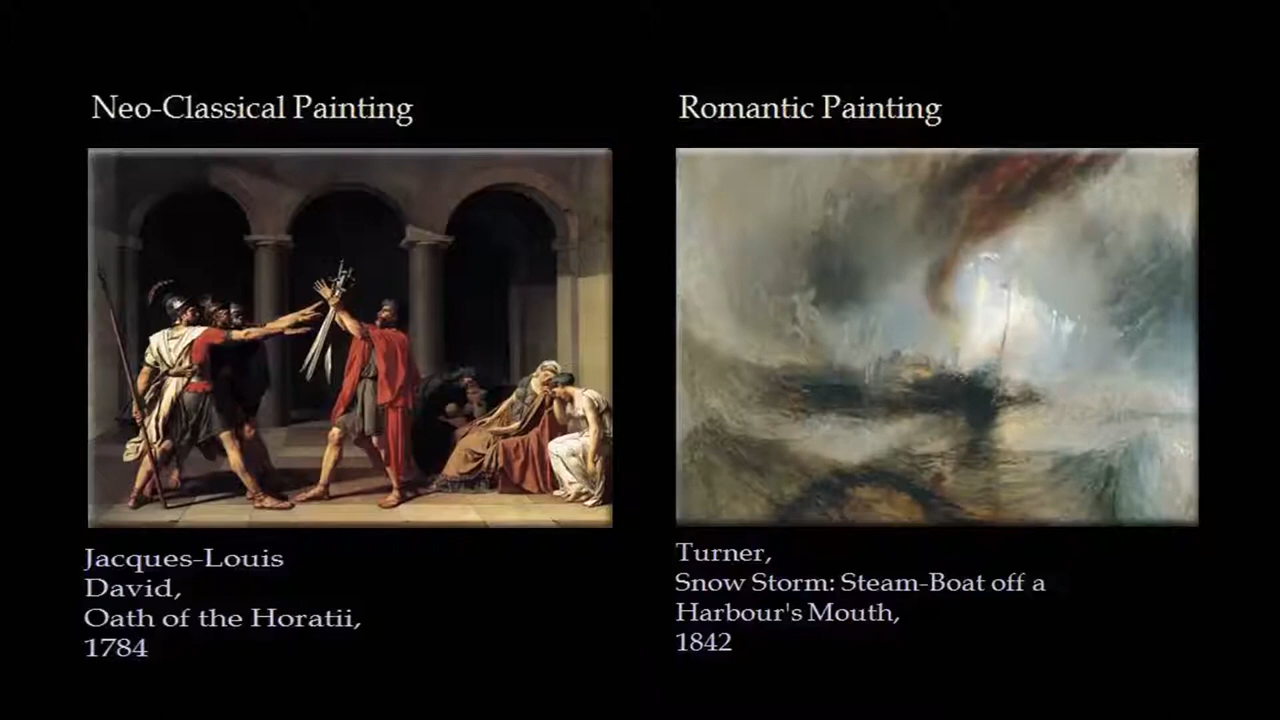 Neo-Classical Painting
Jacques-Louis
David,
Oath of the Horatii,
1784
Romantic Painting
Turner,
Snow Storm: Steam-Boat off a
Harbour's Mouth,
1842